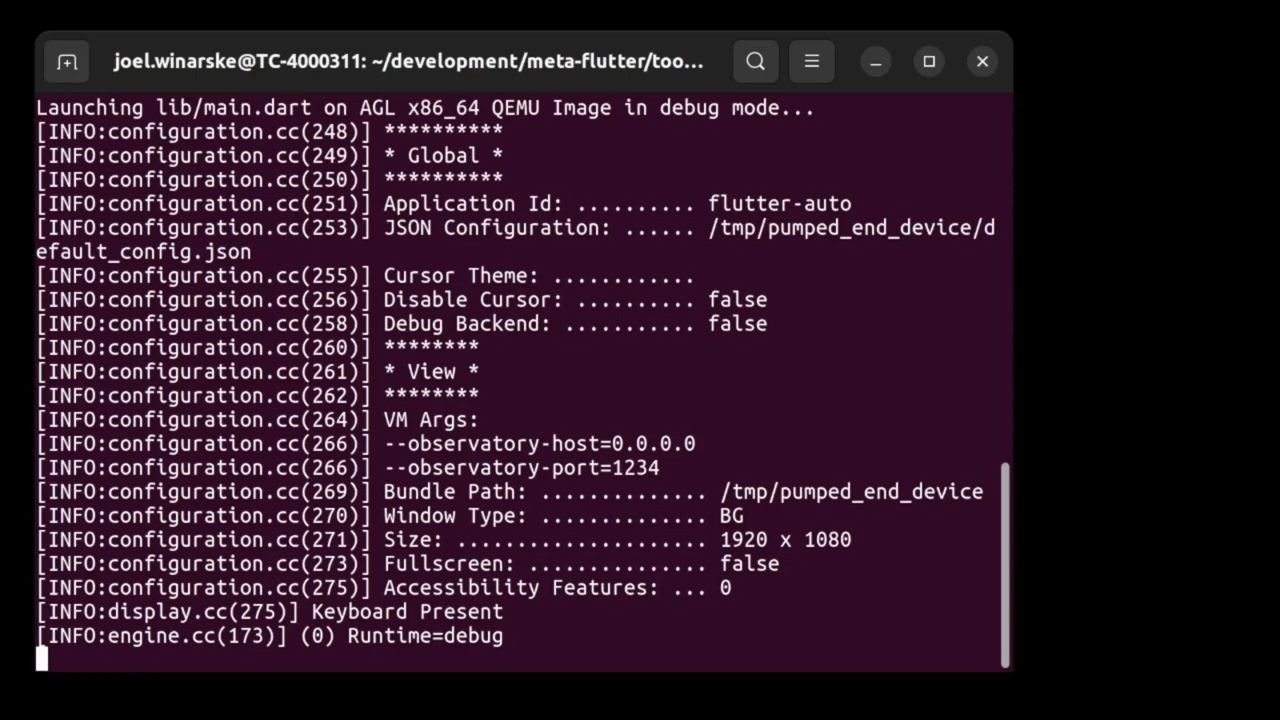 joel.winarske@TC-4000311: ~/development/meta-flutter/too...
Launching lib/main.dart on AGL x86_64 QEMU Image in debug mode...
[INFO:configuration.cc(248)] **********
[INFO:configuration.cc(249)] * Global *
[INFO:configuration.cc(250)] **********
[INFO:configuration.cc(251)] Application Id: .......... flutter-auto
[INFO:configuration.cc(253)] JSON Configuration: ...... /tmp/pumped_end_device/d
efault_config.json
[INFO:configuration.cc(255)] Cursor Theme: ............
[INFO:configuration.cc(256)] Disable Cursor: .......... false
[INFO:configuration.cc(258)] Debug Backend: ........... false
[INFO:configuration.cc(260)] ********
[INFO:configuration.cc(261)] * View *
[INFO:configuration.cc(262)] ********
[INFO:configuration.cc(264)] VM Args:
[INFO:configuration.cc(266)] --observatory-host=0.0.0.0
[INFO:configuration.cc(266)] --observatory-port=1234
[INFO:configuration.cc(269)] Bundle Path: .............. /tmp/pumped_end_device
[INFO:configuration.cc(270)] Window Type: .............. BG
[INFO:configuration.cc(271)] Size: ..................... 1920 x 1080
[INFO:configuration.cc(273)] Fullscreen: ............... false
[INFO:configuration.cc(275)] Accessibility Features: ... 0
[INFO:display.cc(275)] Keyboard Present
[INFO:engine.cc(173)] (0) Runtime=debug